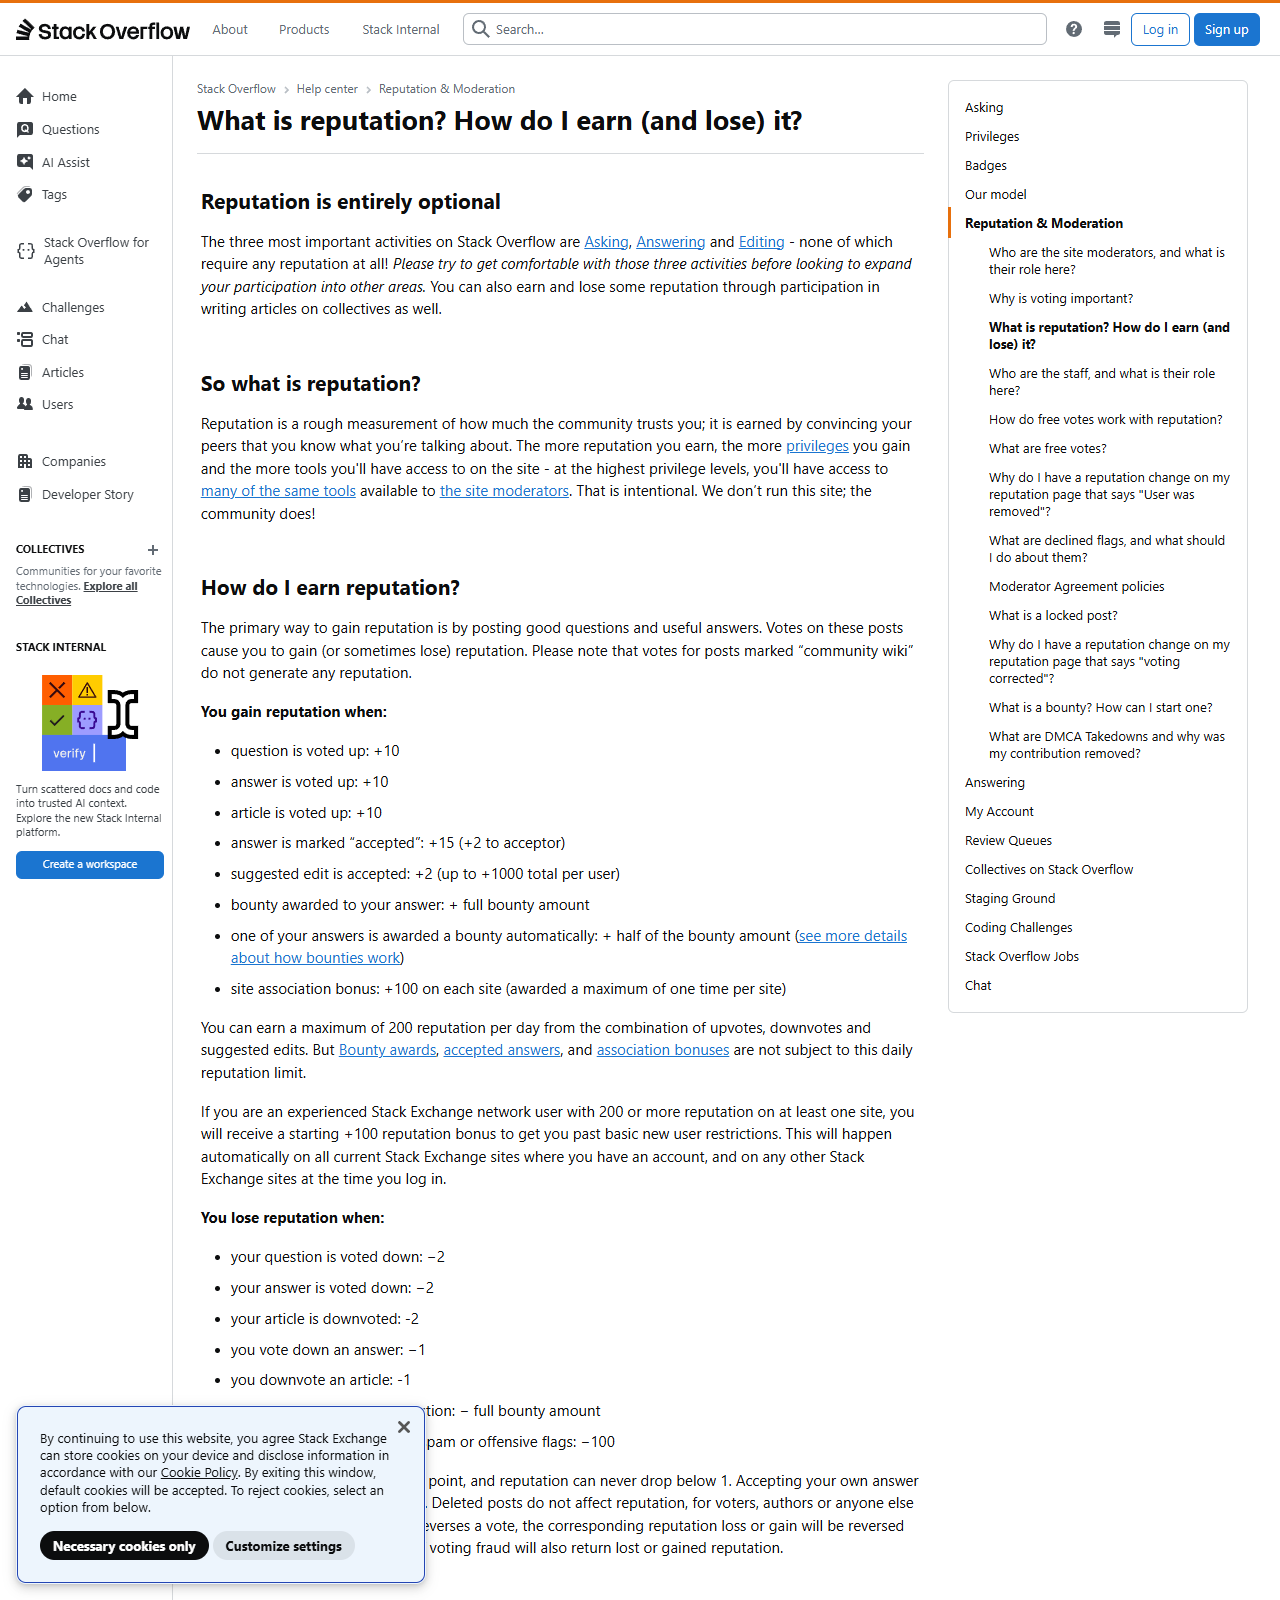 Stack Overflow
About
Products
Stack Internal
Search...
Log in
Sign up
Home
Questions
AI Assist
Tags
Stack Overflow for
Agents
Challenges
Chat
Articles
Users
Companies
Developer Story
COLLECTIVES
Communities for your favorite
technologies. Explore all
Collectives
STACK INTERNAL
verify
Turn scattered docs and code
into trusted AI context.
Explore the new Stack Internal
platform.
Create a workspace
Stack Overflow
Help center
Reputation & Moderation
What is reputation? How do I earn (and lose) it?
Reputation is entirely optional
The three most important activities on Stack Overflow are Asking, Answering and Editing - none of which
require any reputation at all! Please try to get comfortable with those three activities before looking to expand
your participation into other areas. You can also earn and lose some reputation through participation in
writing articles on collectives as well.
So what is reputation?
Reputation is a rough measurement of how much the community trusts you; it is earned by convincing your
peers that you know what you’re talking about. The more reputation you earn, the more privileges you gain
and the more tools you'll have access to on the site - at the highest privilege levels, you'll have access to
many of the same tools available to the site moderators. That is intentional. We don’t run this site; the
community does!
How do I earn reputation?
The primary way to gain reputation is by posting good questions and useful answers. Votes on these posts
cause you to gain (or sometimes lose) reputation. Please note that votes for posts marked “community wiki”
do not generate any reputation.
You gain reputation when:
• question is voted up: +10
• answer is voted up: +10
• article is voted up: +10
• answer is marked “accepted”: +15 (+2 to acceptor)
• suggested edit is accepted: +2 (up to +1000 total per user)
• bounty awarded to your answer: + full bounty amount
• one of your answers is awarded a bounty automatically: + half of the bounty amount (see more details
about how bounties work)
• site association bonus: +100 on each site (awarded a maximum of one time per site)
You can earn a maximum of 200 reputation per day from the combination of upvotes, downvotes and
suggested edits. But Bounty awards, accepted answers, and association bonuses are not subject to this daily
reputation limit.
If you are an experienced Stack Exchange network user with 200 or more reputation on at least one site, you
will receive a starting +100 reputation bonus to get you past basic new user restrictions. This will happen
automatically on all current Stack Exchange sites where you have an account, and on any other Stack
Exchange sites at the time you log in.
You lose reputation when:
• your question is voted down: −2
• your answer is voted down: −2
• your article is downvoted: -2
• you vote down an answer: −1
• you downvote an article: -1
tion: − full bounty amount
pam or offensive flags: −100
point, and reputation can never drop below 1. Accepting your own answer
. Deleted posts do not affect reputation, for voters, authors or anyone else
everses a vote, the corresponding reputation loss or gain will be reversed
voting fraud will also return lost or gained reputation.
Asking
Privileges
Badges
Our model
Reputation & Moderation
Who are the site moderators, and what is
their role here?
Why is voting important?
What is reputation? How do I earn (and
lose) it?
Who are the staff, and what is their role
here?
How do free votes work with reputation?
What are free votes?
Why do I have a reputation change on my
reputation page that says "User was
removed"?
What are declined flags, and what should
I do about them?
Moderator Agreement policies
What is a locked post?
Why do I have a reputation change on my
reputation page that says "voting
corrected"?
What is a bounty? How can I start one?
What are DMCA Takedowns and why was
my contribution removed?
Answering
My Account
Review Queues
Collectives on Stack Overflow
Staging Ground
Coding Challenges
Stack Overflow Jobs
Chat
By continuing to use this website, you agree Stack Exchange
can store cookies on your device and disclose information in
accordance with our Cookie Policy. By exiting this window,
default cookies will be accepted. To reject cookies, select an
option from below.
Necessary cookies only
Customize settings